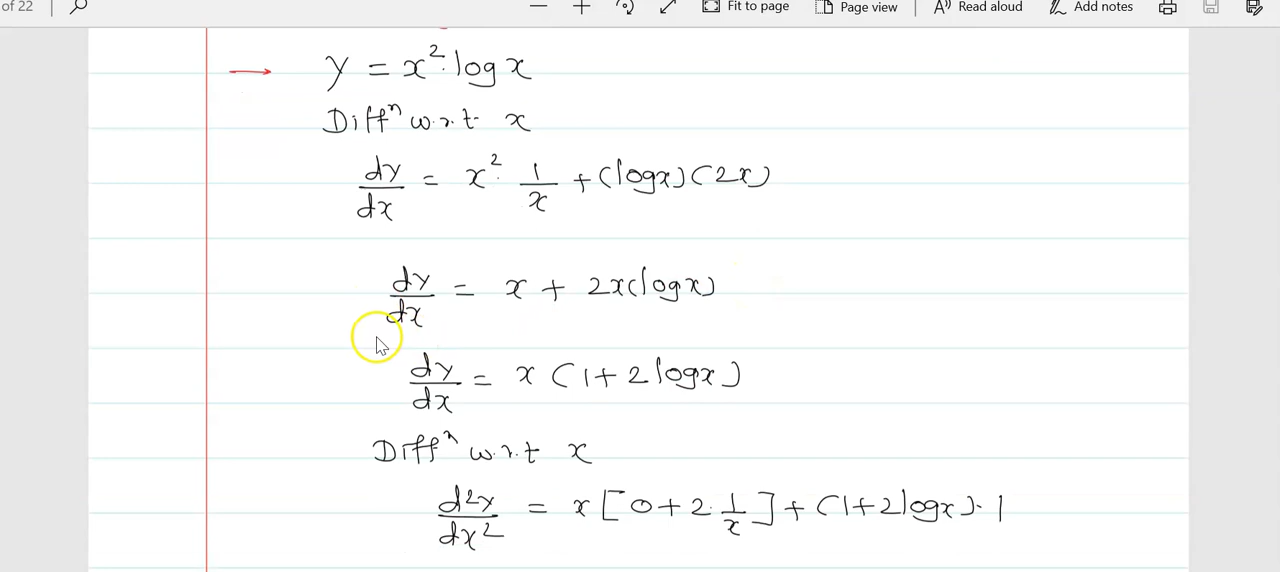 of 22 Fit to page Page view Read aloud Add notes
→ y = x² · log x
Diffⁿ w.r.t x
dy/dx = x² · 1/x + (log x) (2x)
dy/dx = x + 2x(log x)
dy/dx = x (1 + 2 log x)
Diffⁿ w.r.t x
d²y/dx² = x [0 + 2 · 1/x] + (1 + 2 log x) · 1